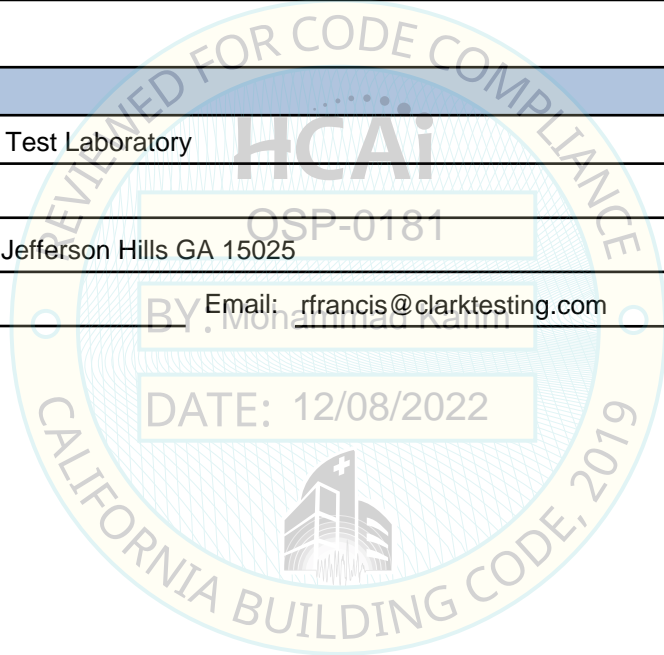 REVIEWED FOR CODE COMPLIANCE
HCAi
Test Laboratory
OSP-0181
Jefferson Hills GA 15025
Email: rfrancis@clarktesting.com
BY: Mohammad Karim
DATE: 12/08/2022
CALIFORNIA BUILDING CODE, 2019